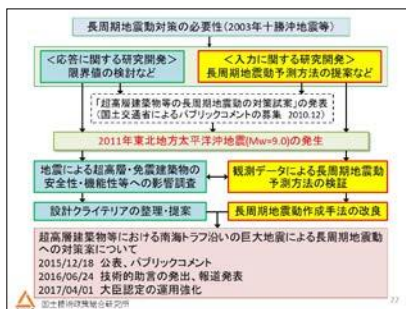 長周期地震動対策の必要性(2003年十勝沖地震等)
<応答に関する研究開発>
限界値の検討など
<入力に関する研究開発>
長周期地震動予測方法の提案など
「超高層建築物等の長周期地震動の対策試案」の発表
(国土交通省によるパブリックコメントの募集 2010.12)
2011年東北地方太平洋沖地震(Mw=9.0)の発生
地震による超高層・免震建築物の
安全性・機能性等への影響調査
観測データによる長周期地震動
予測方法の検証
設計クライテリアの整理・提案
長周期地震動作成手法の改良
超高層建築物等における南海トラフ沿いの巨大地震による長周期地震動
への対策案について
2015/12/18 公表、パブリックコメント
2016/06/24 技術的助言の発出、報道発表
2017/04/01 大臣認定の運用強化
国土技術政策総合研究所
22